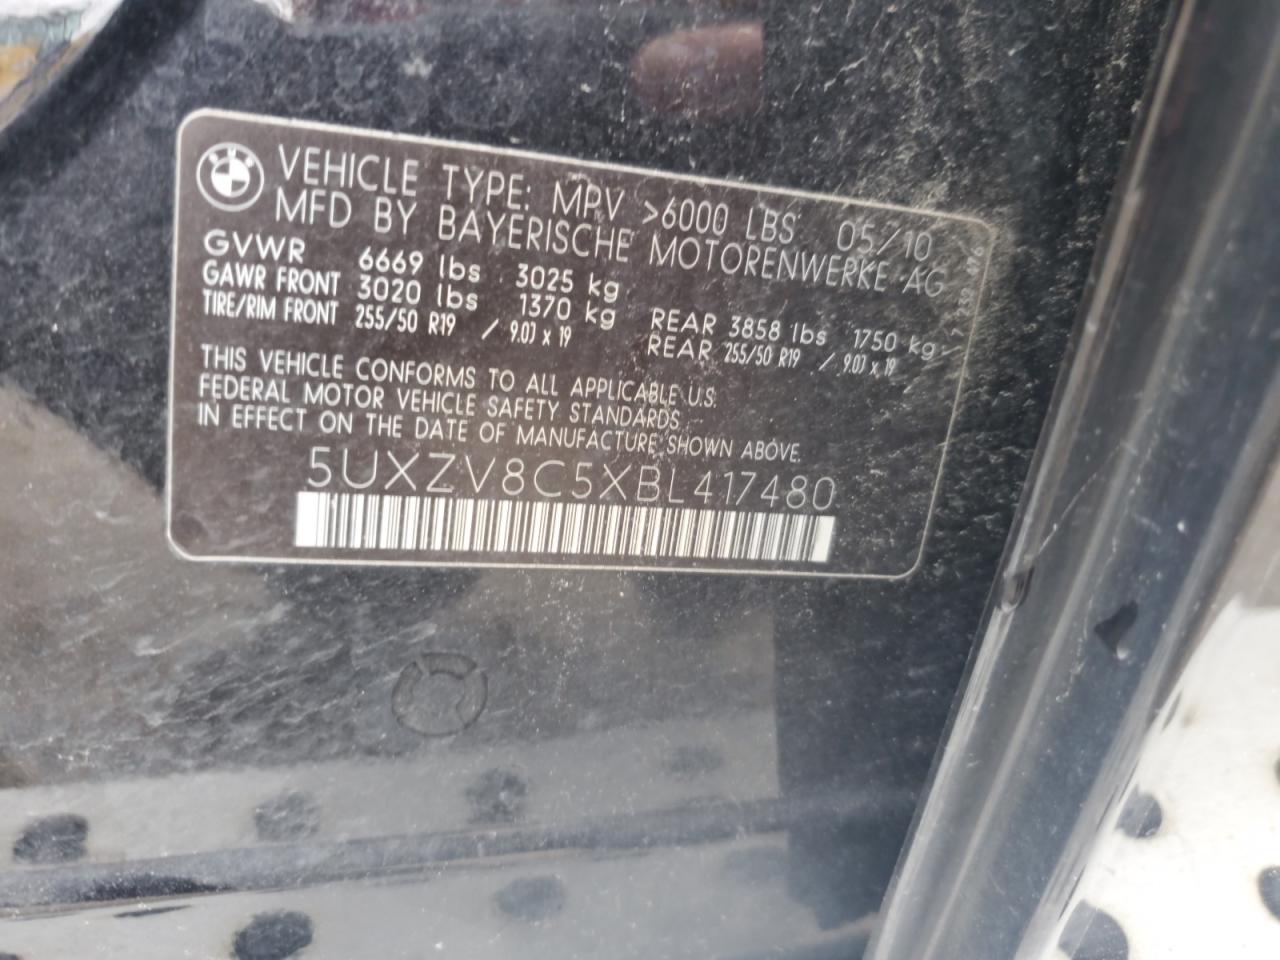 VEHICLE TYPE: MPV >6000 LBS 05/10
MFD BY BAYERISCHE MOTORENWERKE AG
GVWR 6669 lbs 3025 kg
GAWR FRONT 3020 lbs 1370 kg REAR 3858 lbs 1750 kg
TIRE/RIM FRONT 255/50 R19 / 9.0J x 19 REAR 255/50 R19 / 9.0J x 19
THIS VEHICLE CONFORMS TO ALL APPLICABLE U.S.
FEDERAL MOTOR VEHICLE SAFETY STANDARDS
IN EFFECT ON THE DATE OF MANUFACTURE SHOWN ABOVE.
5UXZV8C5XBL417480